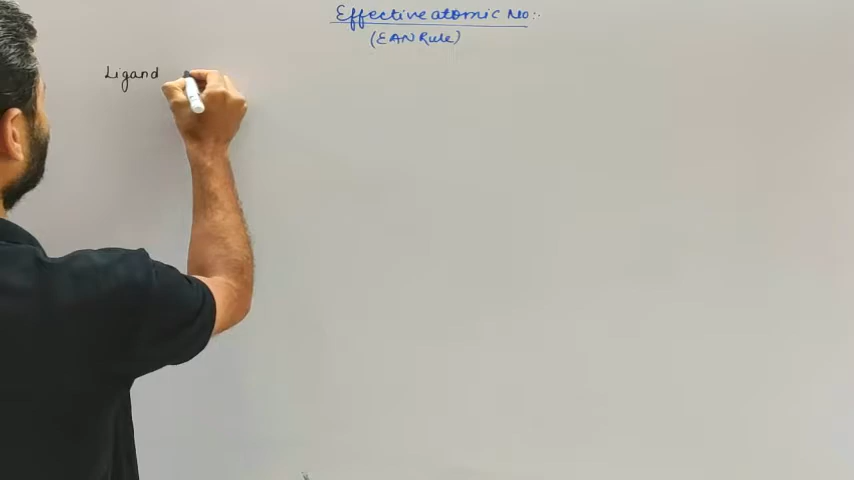 Effective atomic No:-
(EAN Rule)
Ligand